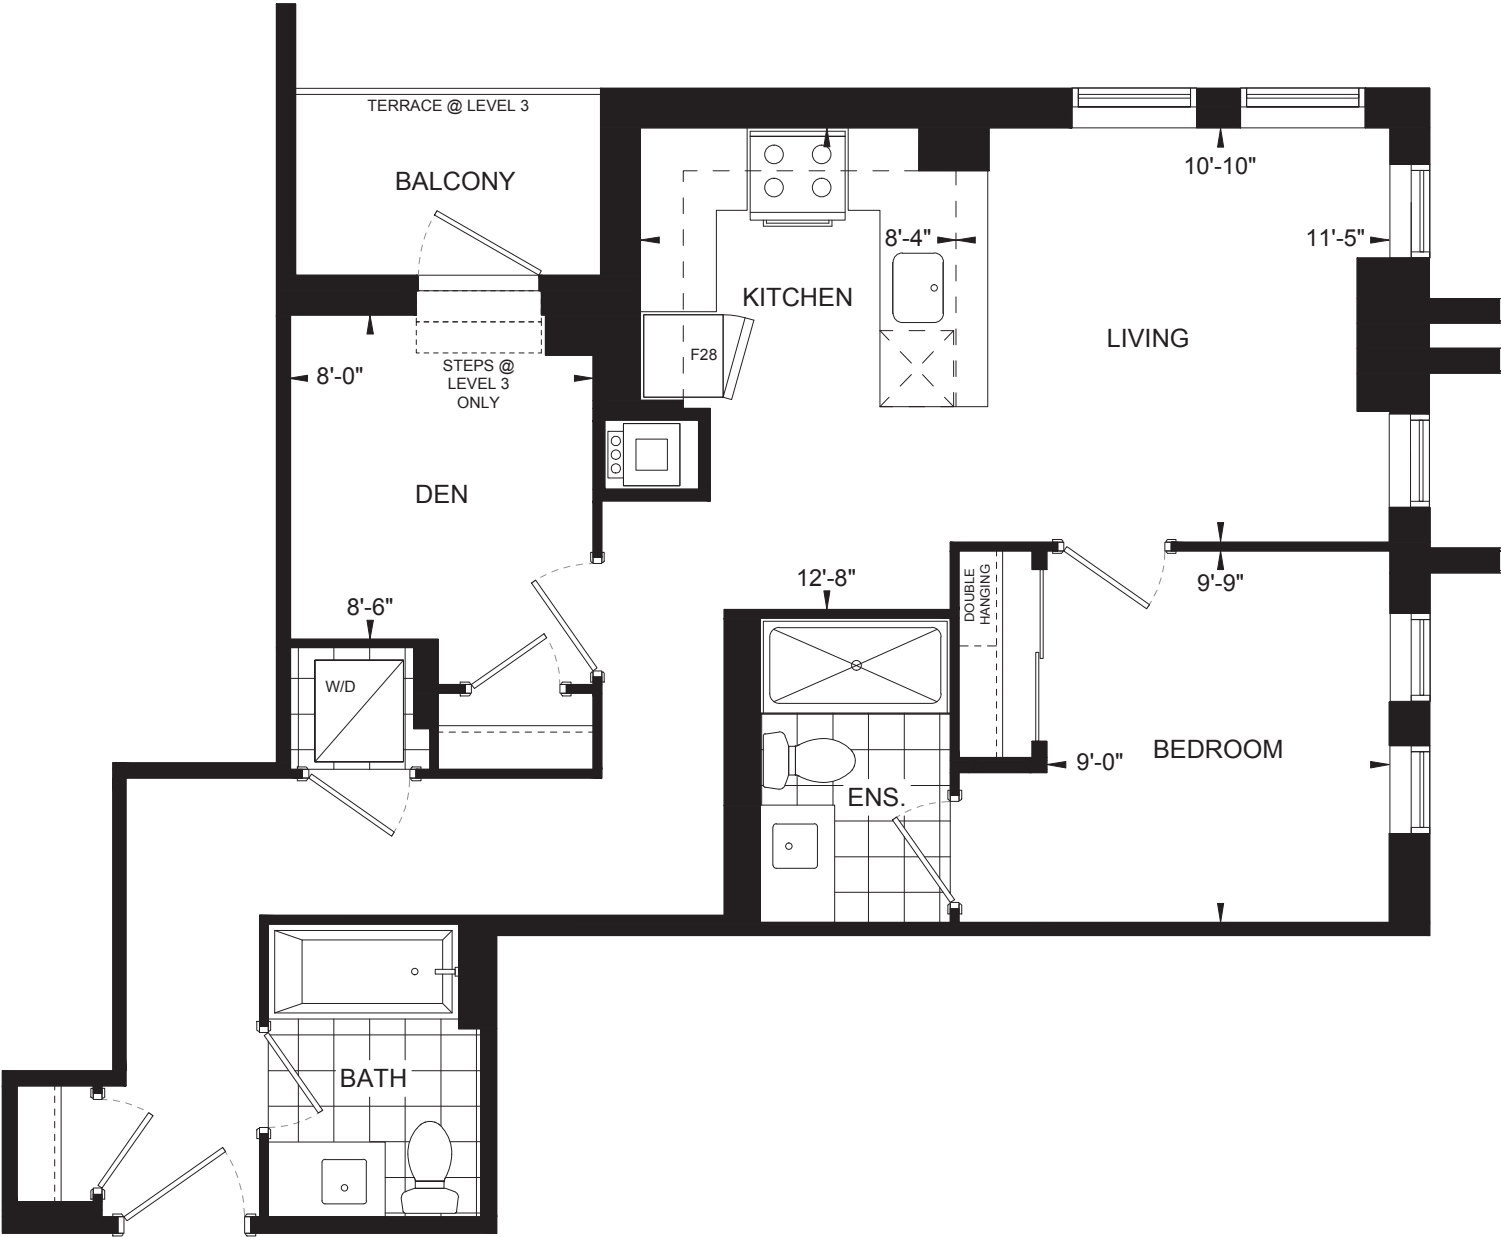 TERRACE @ LEVEL 3
BALCONY
10'-10"
8'-4"
11'-5"
KITCHEN
LIVING
F28
STEPS @
LEVEL 3
ONLY
8'-0"
DEN
12'-8"
DOUBLE
HANGING
9'-9"
8'-6"
W/D
BEDROOM
9'-0"
ENS.
BATH